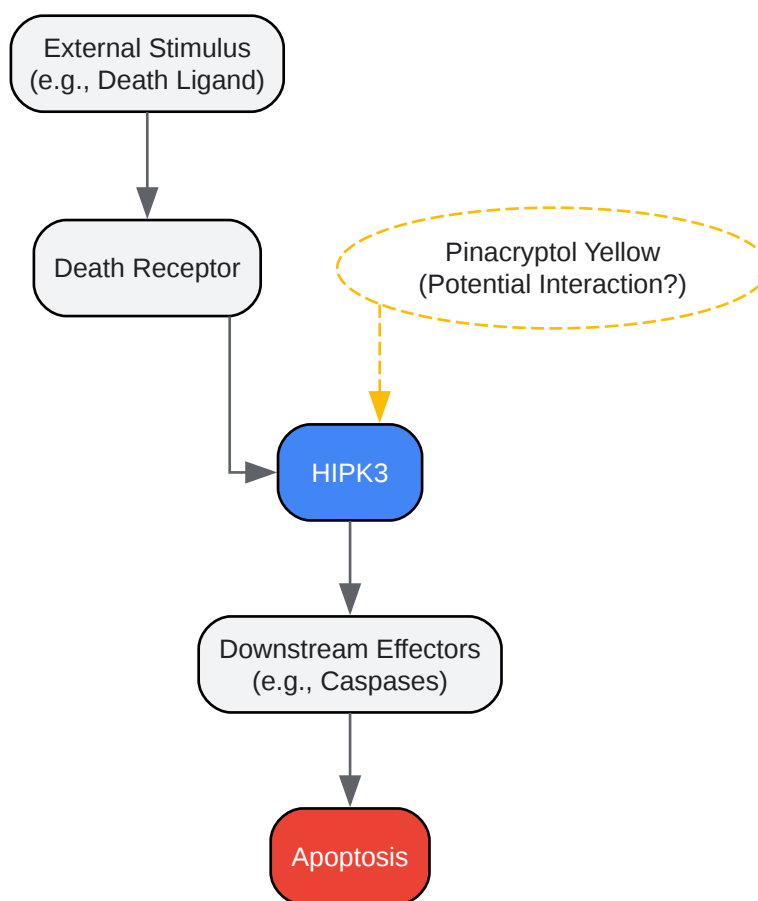 External Stimulus
(e.g., Death Ligand)
Death Receptor
Pinacryptol Yellow
(Potential Interaction?)
HIPK3
Downstream Effectors
(e.g., Caspases)
Apoptosis